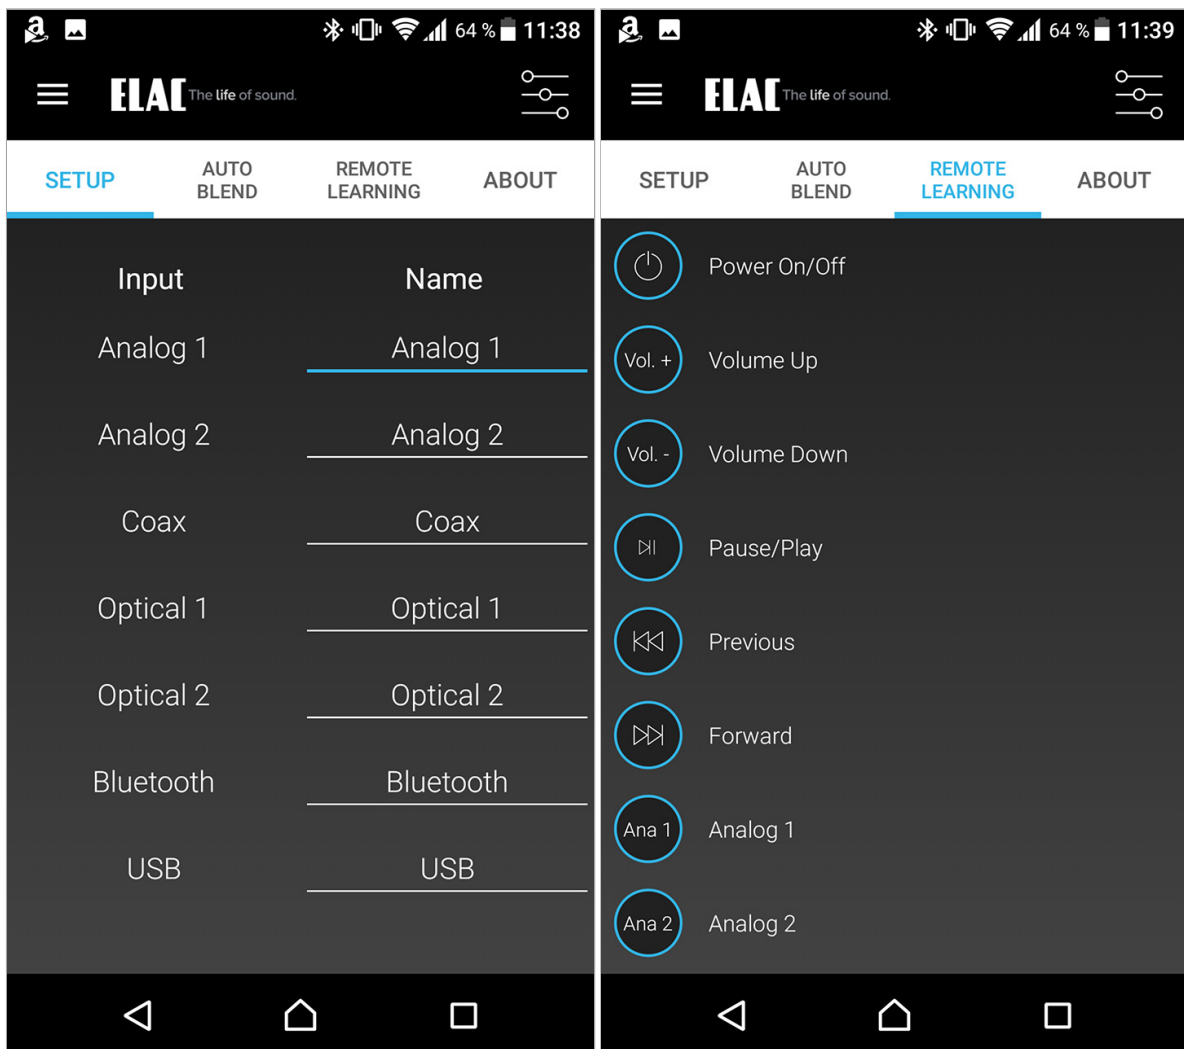 64 % 11:38
ELAC The life of sound.
SETUP AUTO BLEND REMOTE LEARNING ABOUT
Input Name
Analog 1 Analog 1
Analog 2 Analog 2
Coax Coax
Optical 1 Optical 1
Optical 2 Optical 2
Bluetooth Bluetooth
USB USB
64 % 11:39
ELAC The life of sound.
SETUP AUTO BLEND REMOTE LEARNING ABOUT
Power On/Off
Vol. + Volume Up
Vol. - Volume Down
Pause/Play
Previous
Forward
Ana 1 Analog 1
Ana 2 Analog 2